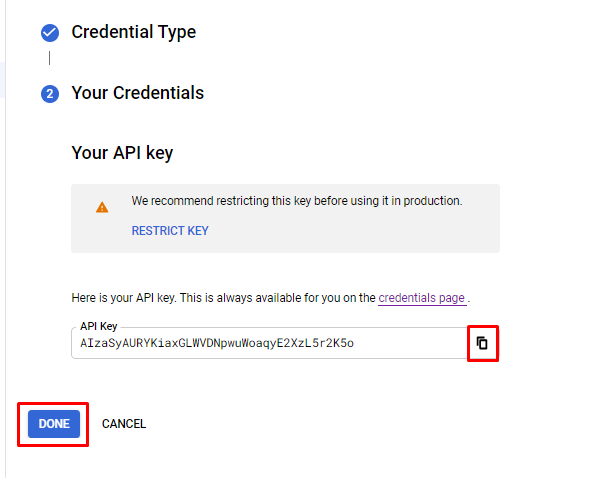 Credential Type
2 Your Credentials
Your API key
We recommend restricting this key before using it in production.
RESTRICT KEY
Here is your API key. This is always available for you on the credentials page .
API Key
AIzaSyAURYKiaxGLWVDNpwuWoaqyE2XzL5r2K5o
DONE CANCEL